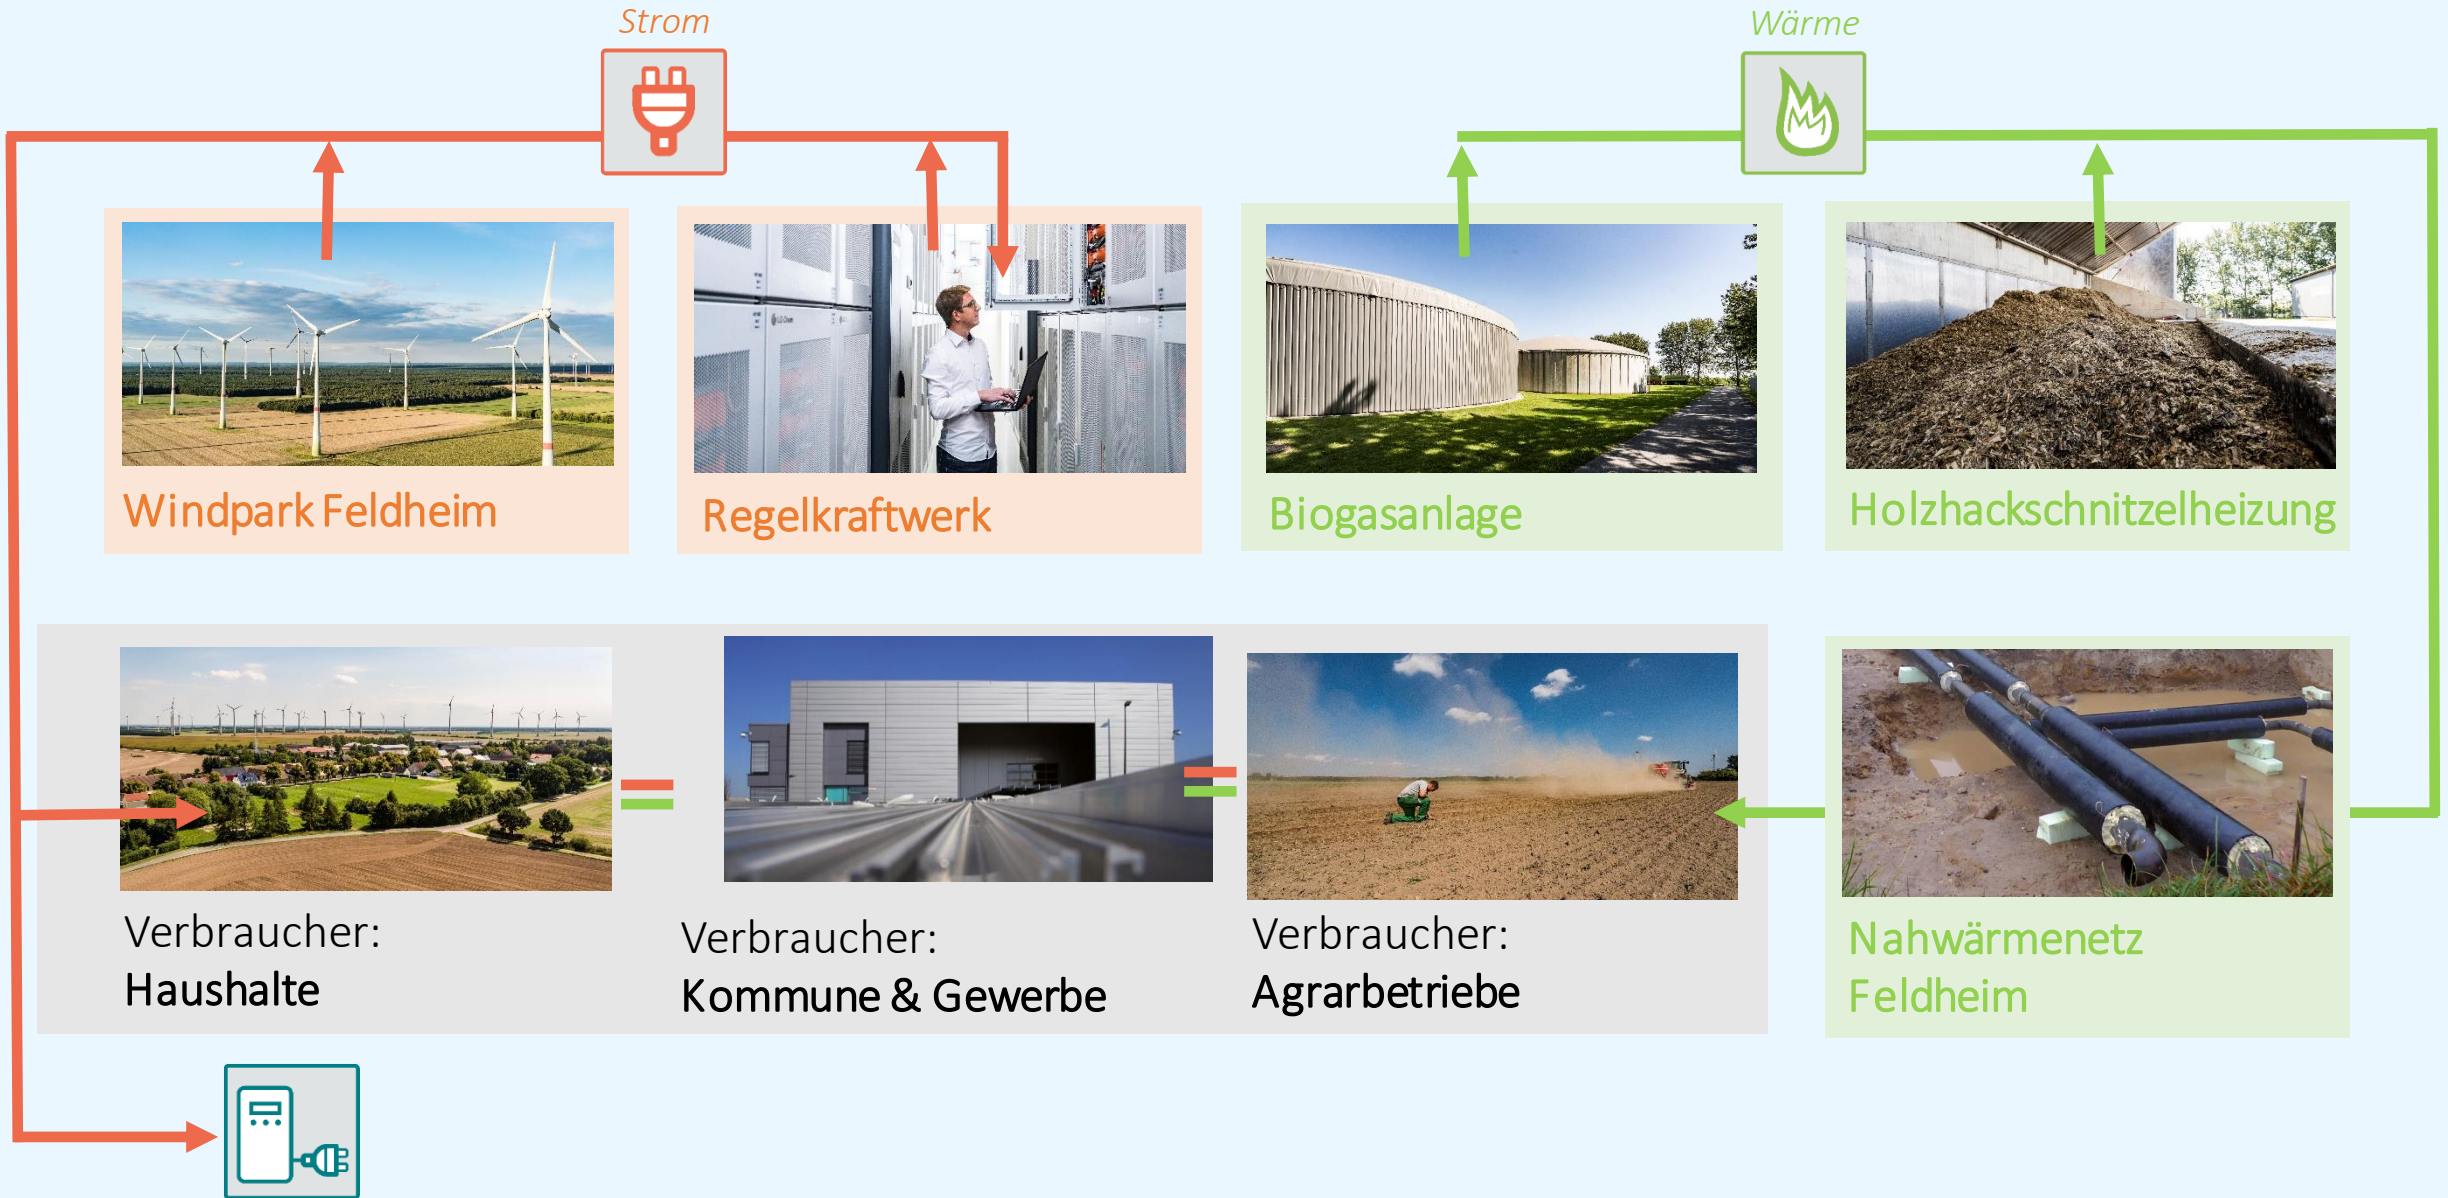 Strom
Wärme
Windpark Feldheim
Regelkraftwerk
Biogasanlage
Holzhackschnitzelheizung
Verbraucher:
Haushalte
Verbraucher:
Kommune & Gewerbe
Verbraucher:
Agrarbetriebe
Nahwärmenetz
Feldheim